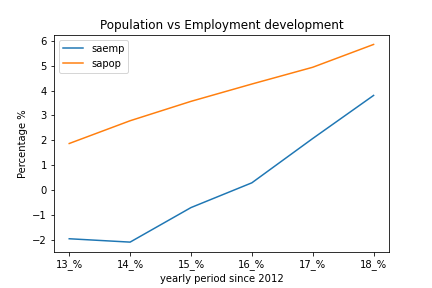 Population vs Employment development
saemp
sapop
Percentage %
6
5
4
3
2
1
0
−1
−2
13_% 14_% 15_% 16_% 17_% 18_%
yearly period since 2012